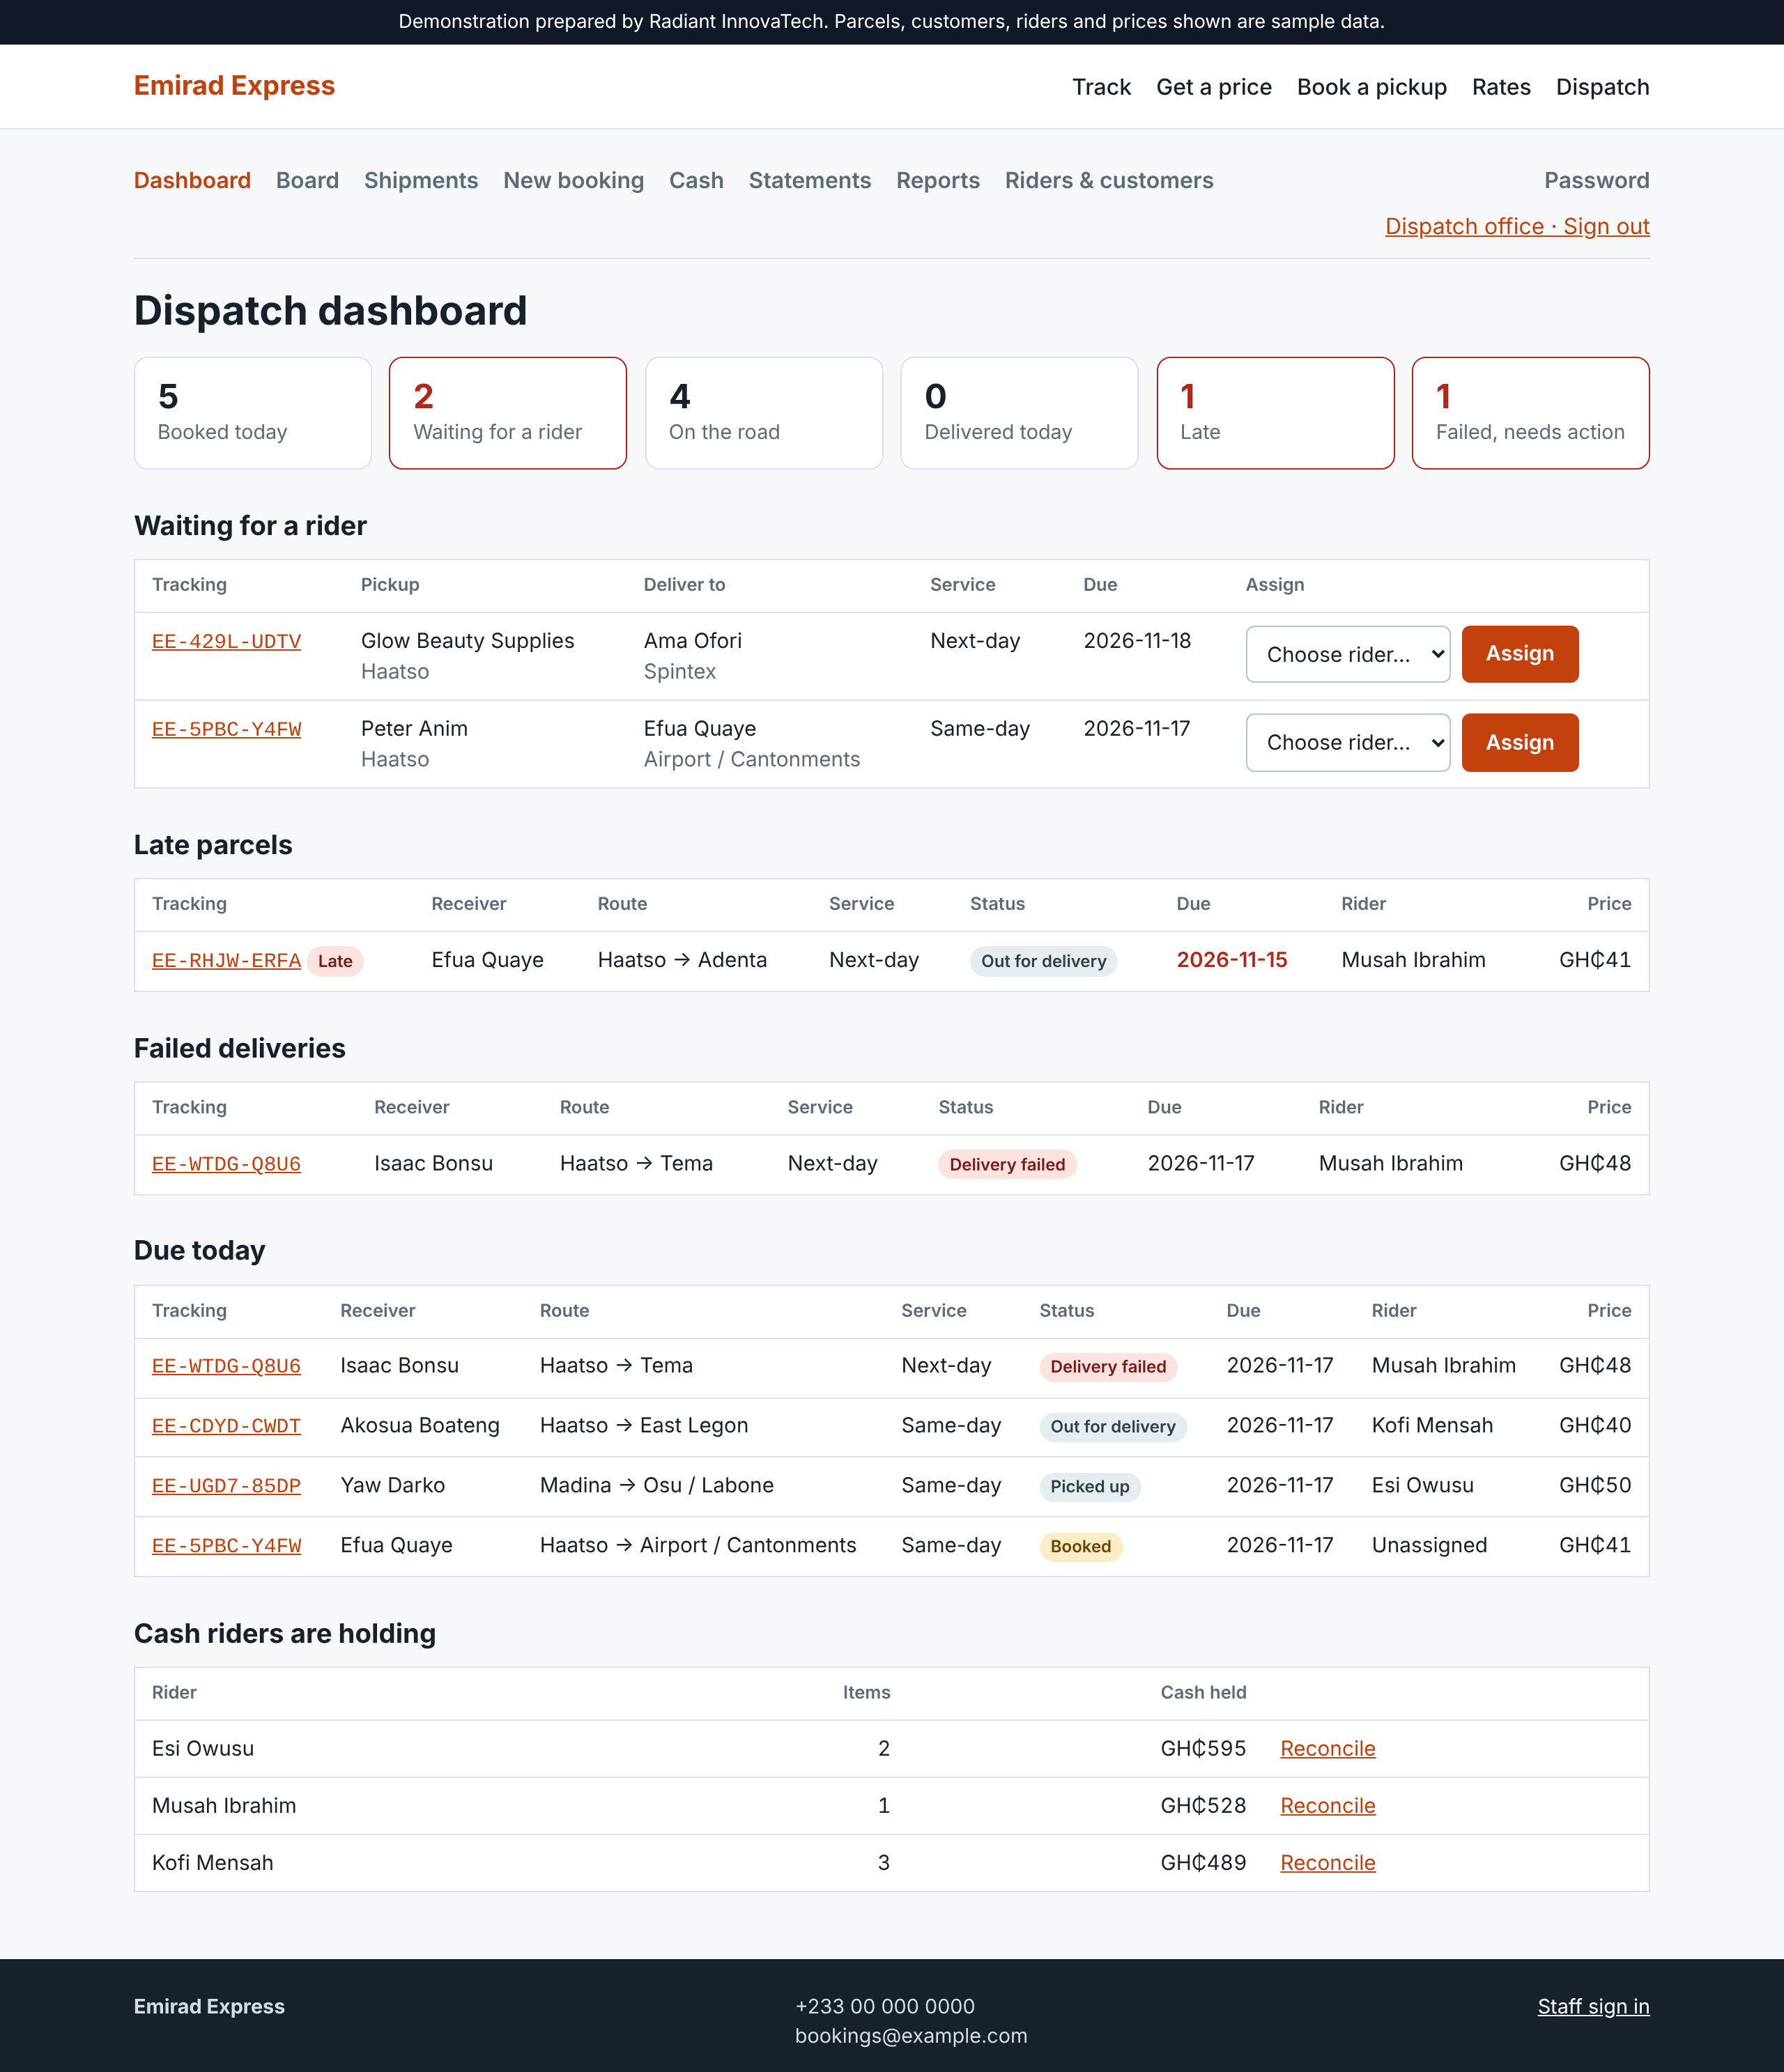 Demonstration prepared by Radiant InnovaTech. Parcels, customers, riders and prices shown are sample data.
Emirad Express
Track Get a price Book a pickup Rates Dispatch
Dashboard Board Shipments New booking Cash Statements Reports Riders & customers Password
Dispatch office · Sign out
Dispatch dashboard
5 2 4 0 1 1
Booked today Waiting for a rider On the road Delivered today Late Failed, needs action
Waiting for a rider
Tracking Pickup Deliver to Service Due Assign
EE-429L-UDTV Glow Beauty Supplies Ama Ofori Next-day 2026-11-18 Choose rider... Assign
Haatso Spintex
EE-5PBC-Y4FW Peter Anim Efua Quaye Same-day 2026-11-17 Choose rider... Assign
Haatso Airport / Cantonments
Late parcels
Tracking Receiver Route Service Status Due Rider Price
EE-RHJW-ERFA Late Efua Quaye Haatso → Adenta Next-day Out for delivery 2026-11-15 Musah Ibrahim GH₵41
Failed deliveries
Tracking Receiver Route Service Status Due Rider Price
EE-WTDG-Q8U6 Isaac Bonsu Haatso → Tema Next-day Delivery failed 2026-11-17 Musah Ibrahim GH₵48
Due today
Tracking Receiver Route Service Status Due Rider Price
EE-WTDG-Q8U6 Isaac Bonsu Haatso → Tema Next-day Delivery failed 2026-11-17 Musah Ibrahim GH₵48
EE-CDYD-CWDT Akosua Boateng Haatso → East Legon Same-day Out for delivery 2026-11-17 Kofi Mensah GH₵40
EE-UGD7-85DP Yaw Darko Madina → Osu / Labone Same-day Picked up 2026-11-17 Esi Owusu GH₵50
EE-5PBC-Y4FW Efua Quaye Haatso → Airport / Cantonments Same-day Booked 2026-11-17 Unassigned GH₵41
Cash riders are holding
Rider Items Cash held
Esi Owusu 2 GH₵595 Reconcile
Musah Ibrahim 1 GH₵528 Reconcile
Kofi Mensah 3 GH₵489 Reconcile
Emirad Express +233 00 000 0000 Staff sign in
bookings@example.com